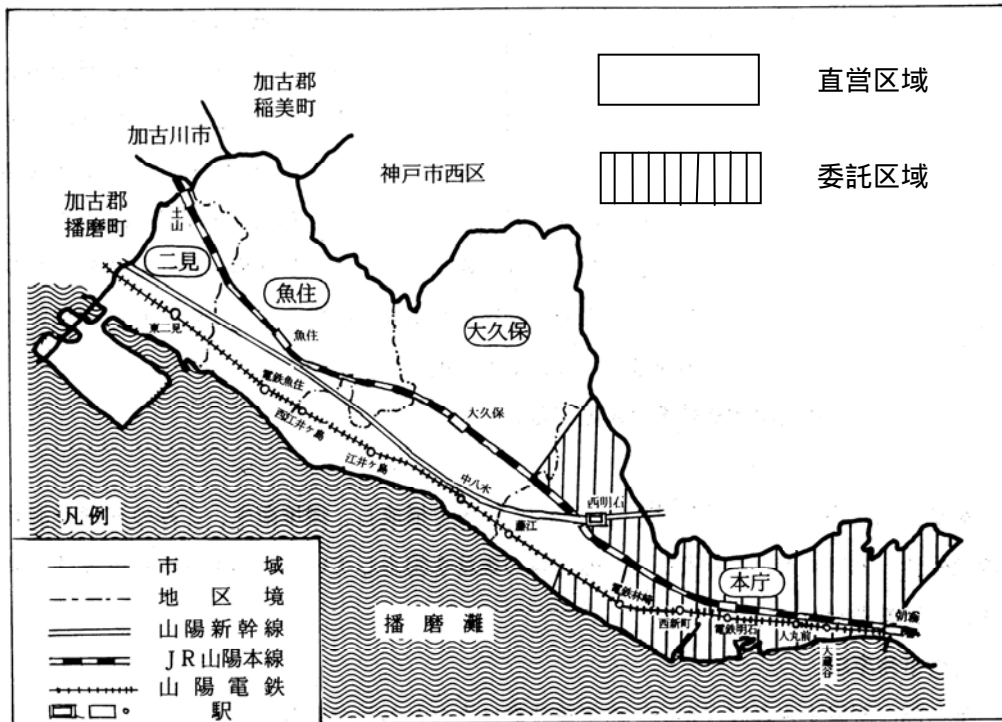 加古郡
稲美町
加古川市
神戸市西区
加古郡
播磨町
直営区域
委託区域
土山
二見
魚住
大久保
東二見
魚住
電鉄魚住
西江井ヶ島
江井ヶ島
大久保
中八木
藤江
西明石
本庁
電鉄林崎
西新町
電鉄明石
人丸前
大蔵谷
朝霧
播磨灘
凡例
市域
地区境
山陽新幹線
JR山陽本線
山陽電鉄
駅